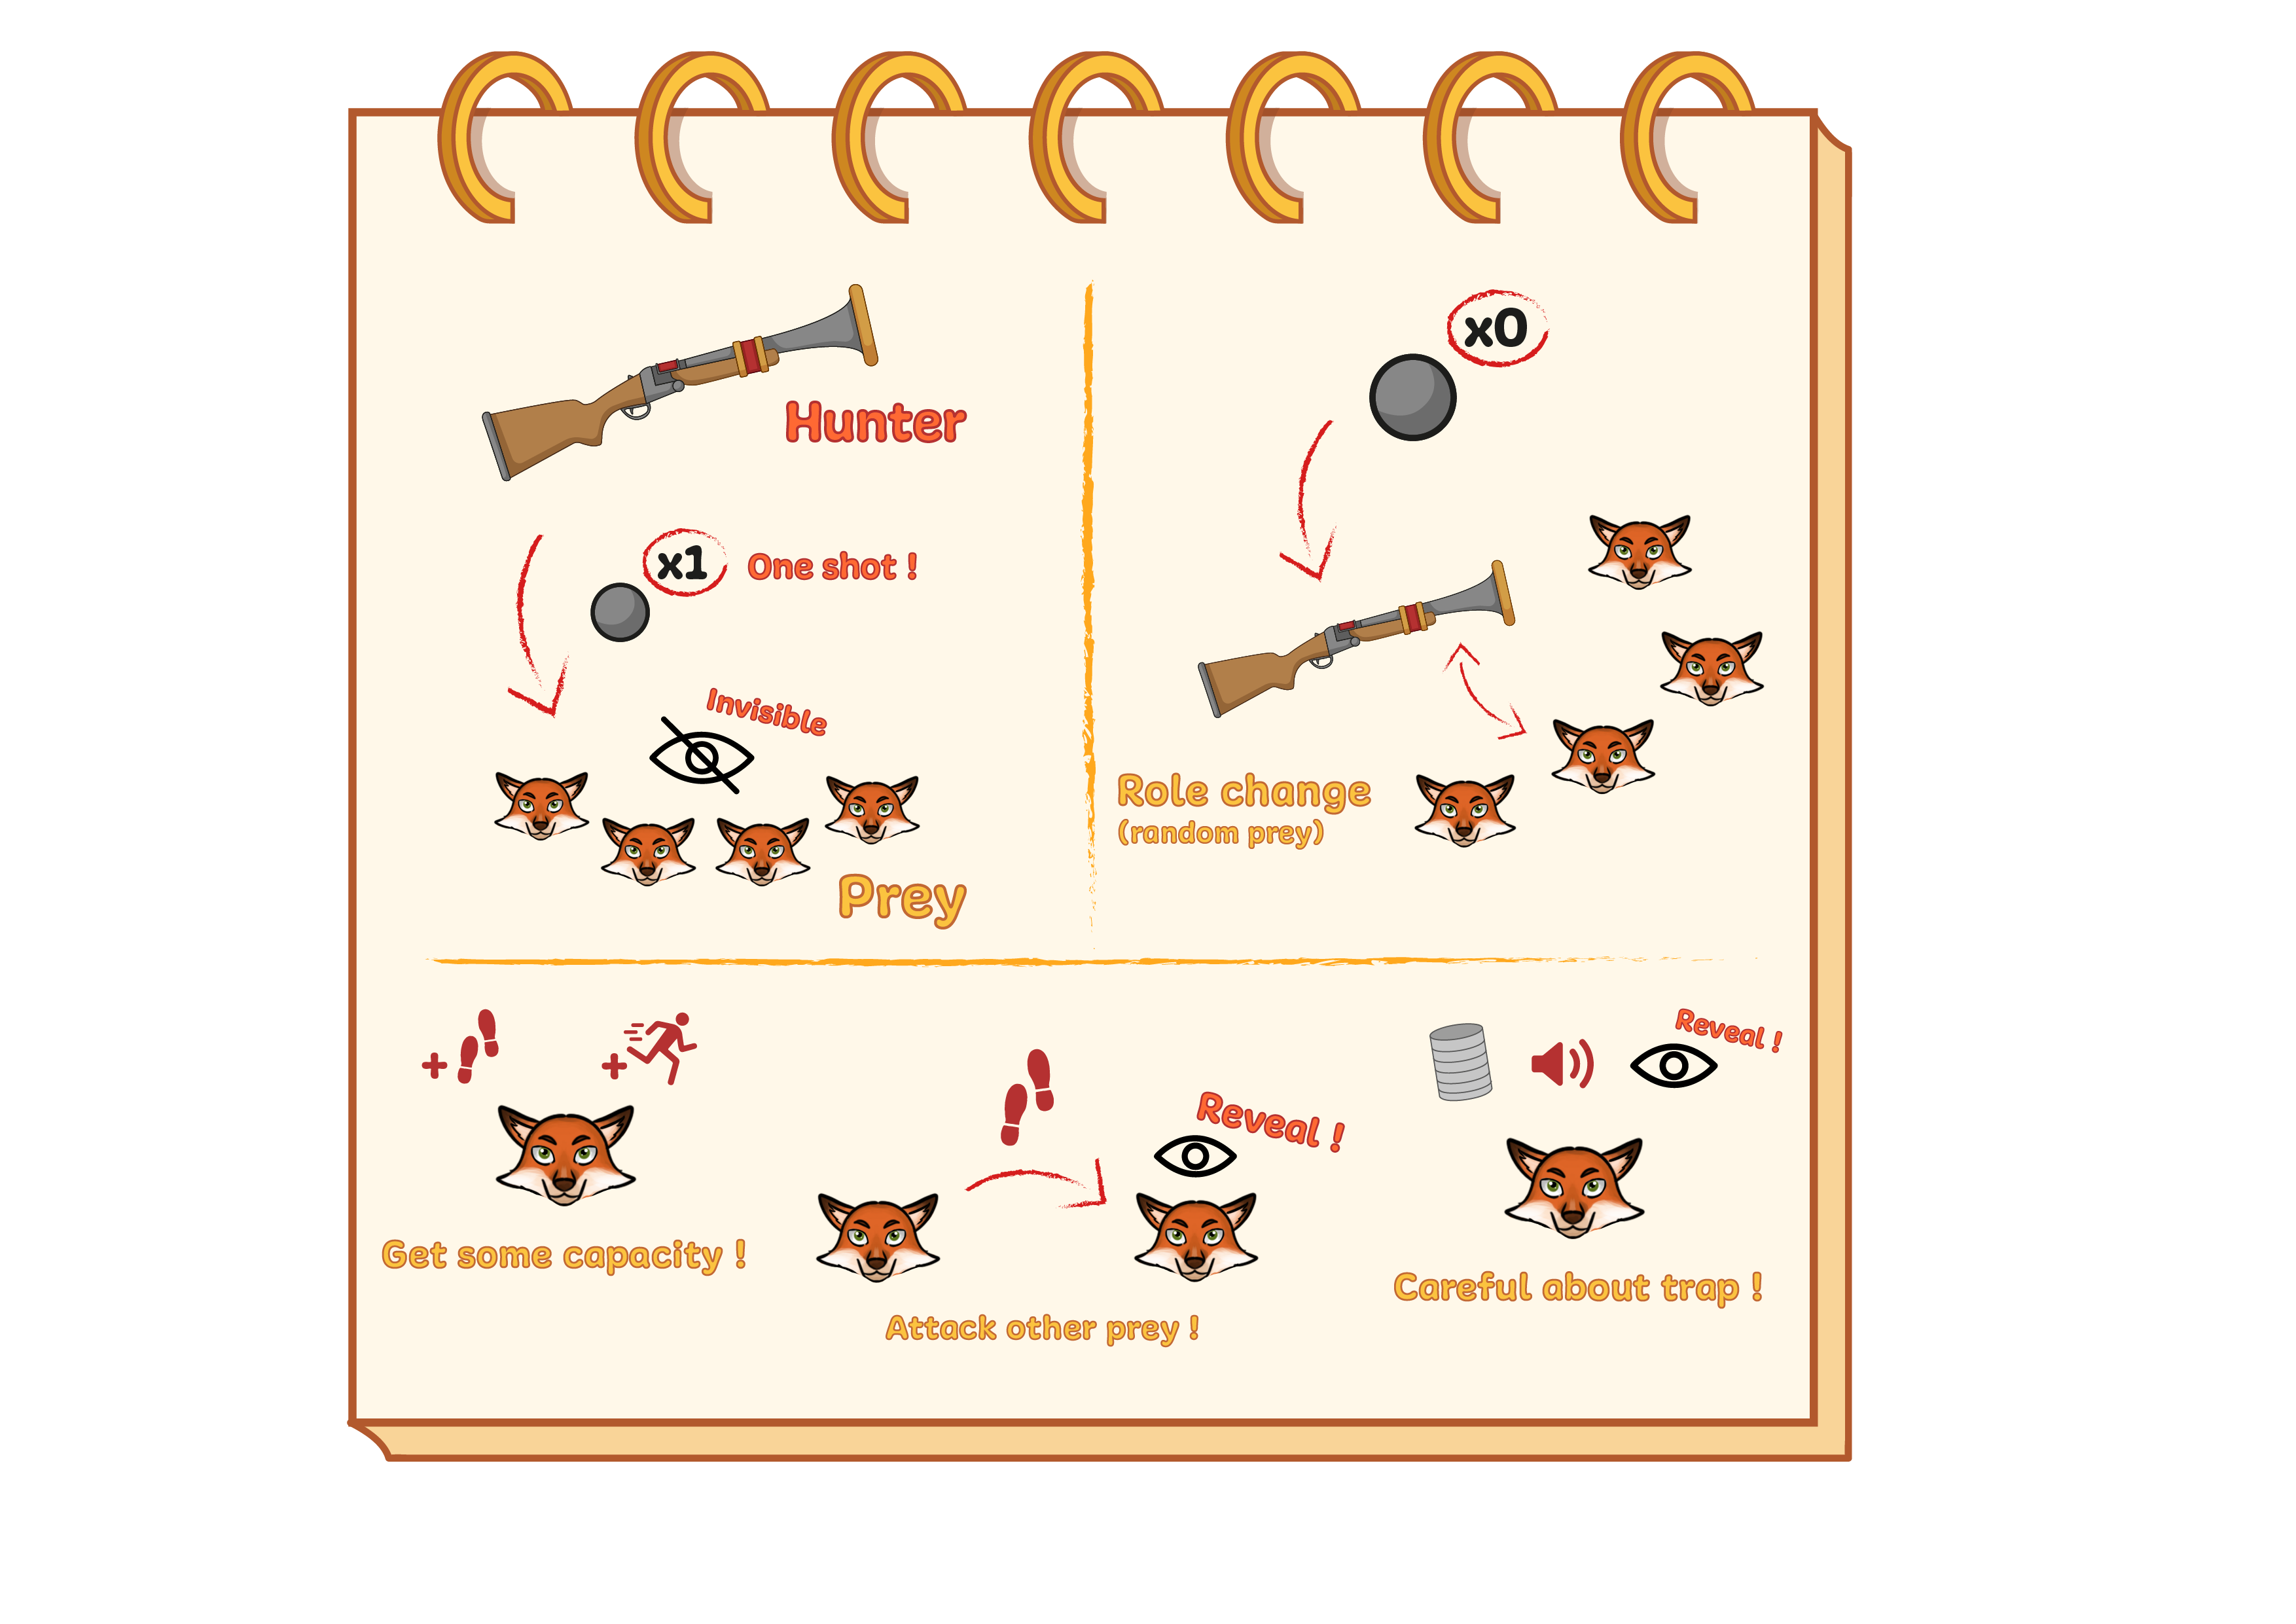 Hunter
x1
One shot !
Invisible
Prey
x0
Role change
(random prey)
Get some capacity !
Reveal !
Attack other prey !
Reveal !
Careful about trap !